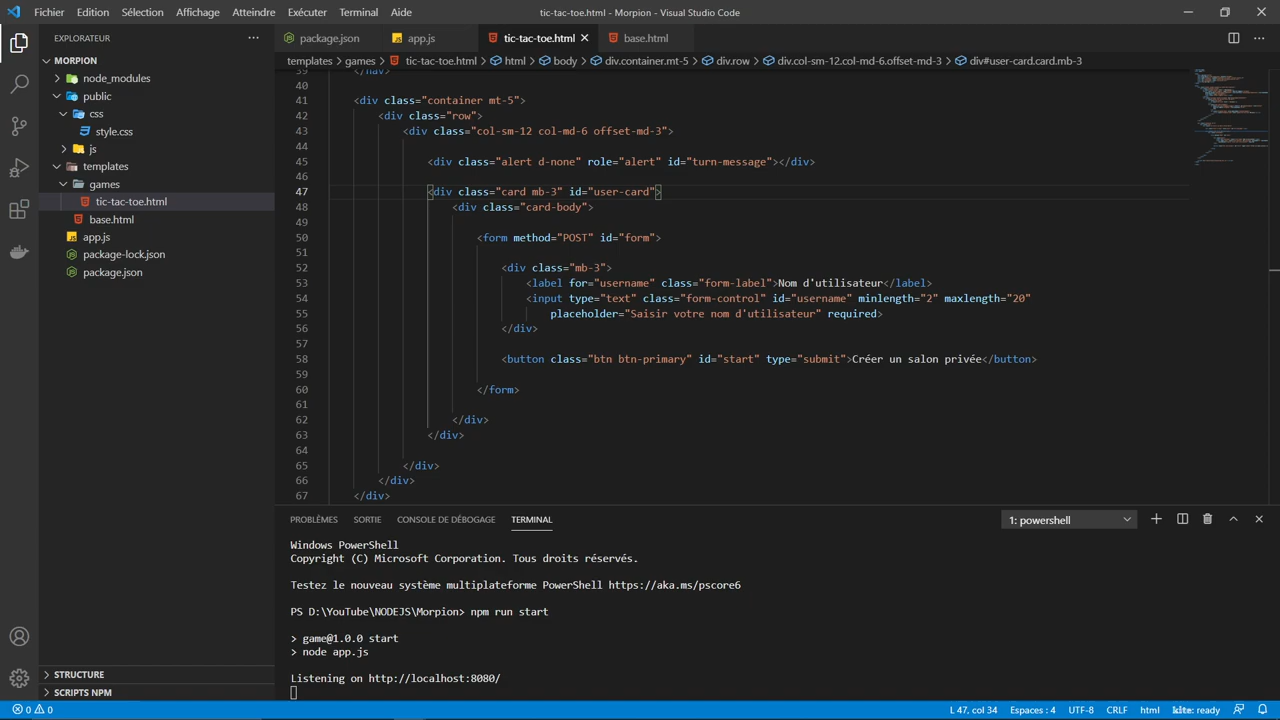 Fichier Édition Sélection Affichage Atteindre Exécuter Terminal Aide tic-tac-toe.html - Morpion - Visual Studio Code
EXPLORATEUR ···
MORPION
node_modules
public
css
style.css
js
templates
games
tic-tac-toe.html
base.html
app.js
package-lock.json
package.json
STRUCTURE
SCRIPTS NPM
package.json app.js tic-tac-toe.html base.html
templates > games > tic-tac-toe.html > html > body > div.container.mt-5 > div.row > div.col-sm-12.col-md-6.offset-md-3 > div#user-card.card.mb-3
39 </nav>
40
41 <div class="container mt-5">
42 <div class="row">
43 <div class="col-sm-12 col-md-6 offset-md-3">
44
45 <div class="alert d-none" role="alert" id="turn-message"></div>
46
47 <div class="card mb-3" id="user-card">
48 <div class="card-body">
49
50 <form method="POST" id="form">
51
52 <div class="mb-3">
53 <label for="username" class="form-label">Nom d'utilisateur</label>
54 <input type="text" class="form-control" id="username" minlength="2" maxlength="20"
55 placeholder="Saisir votre nom d'utilisateur" required>
56 </div>
57
58 <button class="btn btn-primary" id="start" type="submit">Créer un salon privée</button>
59
60 </form>
61
62 </div>
63 </div>
64
65 </div>
66 </div>
67 </div>
PROBLÈMES SORTIE CONSOLE DE DÉBOGAGE TERMINAL 1: powershell
Windows PowerShell
Copyright (C) Microsoft Corporation. Tous droits réservés.
Testez le nouveau système multiplateforme PowerShell https://aka.ms/pscore6
PS D:\YouTube\NODEJS\Morpion> npm run start
> game@1.0.0 start
> node app.js
Listening on http://localhost:8080/
0 0 L 47, col 34 Espaces : 4 UTF-8 CRLF html kite: ready